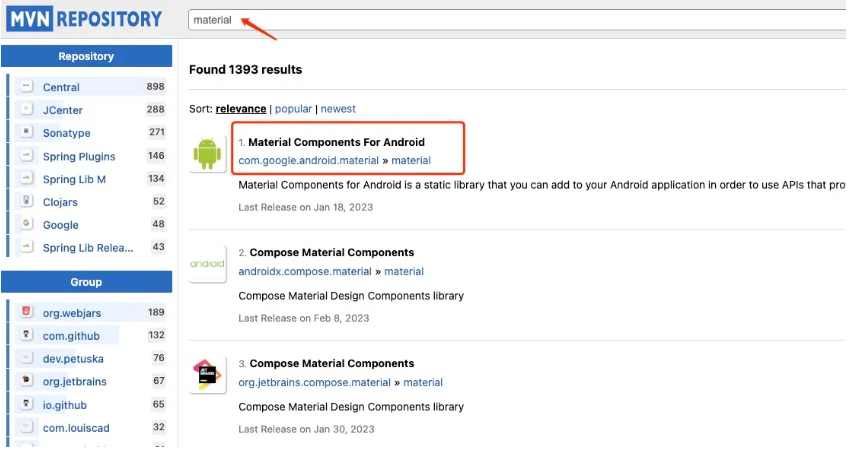 MVN REPOSITORY
material
Repository
Central 898
JCenter 288
Sonatype 271
Spring Plugins 146
Spring Lib M 134
Clojars 52
Google 48
Spring Lib Relea... 43
Group
org.webjars 189
com.github 132
dev.petuska 76
org.jetbrains 67
io.github 65
com.louiscad 32
Found 1393 results
Sort: relevance | popular | newest
1. Material Components For Android
com.google.android.material » material
Material Components for Android is a static library that you can add to your Android application in order to use APIs that pro
Last Release on Jan 18, 2023
android
2. Compose Material Components
androidx.compose.material » material
Compose Material Design Components library
Last Release on Feb 8, 2023
JET
BRAINS
3. Compose Material Components
org.jetbrains.compose.material » material
Compose Material Design Components library
Last Release on Jan 30, 2023